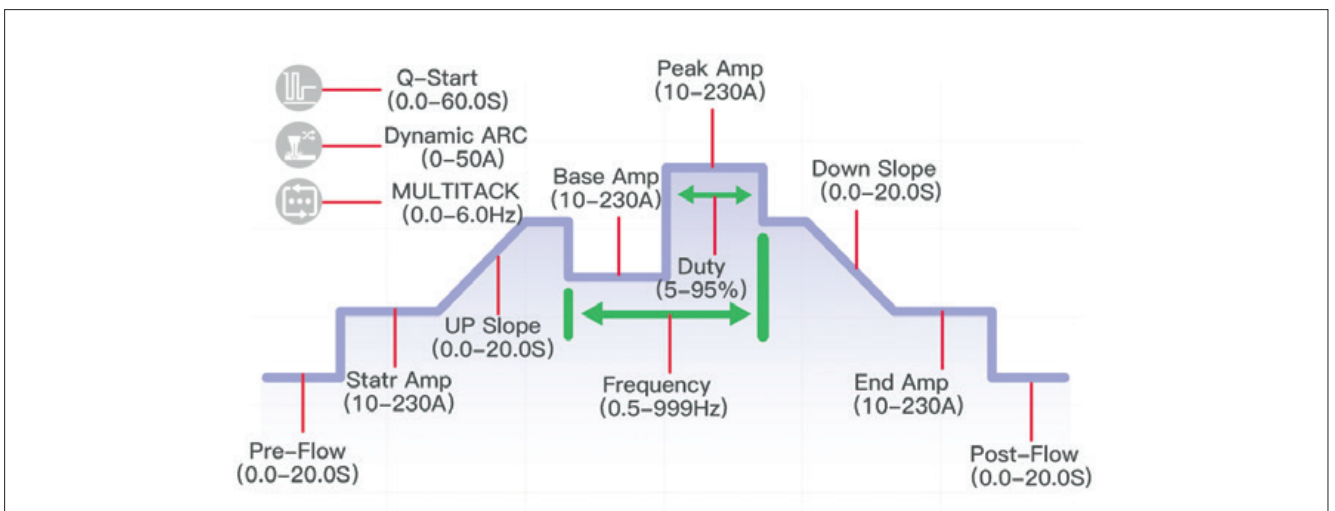 Q-Start
(0.0-60.0S)
Dynamic ARC
(0-50A)
MULTITACK
(0.0-6.0Hz)
Peak Amp
(10-230A)
Base Amp
(10-230A)
Down Slope
(0.0-20.0S)
Duty
(5-95%)
UP Slope
(0.0-20.0S)
Statr Amp
(10-230A)
Frequency
(0.5-999Hz)
End Amp
(10-230A)
Pre-Flow
(0.0-20.0S)
Post-Flow
(0.0-20.0S)